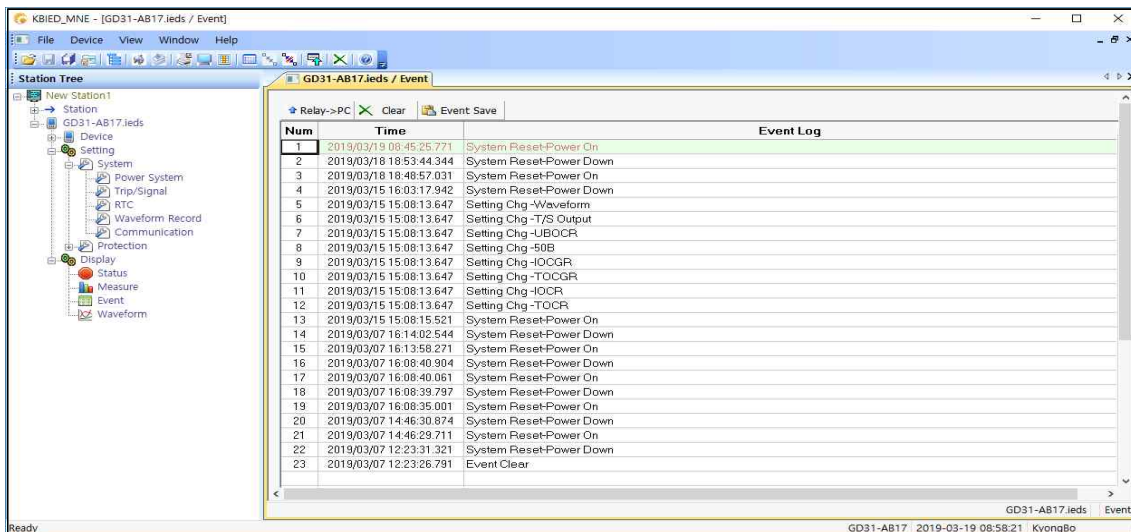 KBIED_MNE - [GD31-AB17.ieds / Event]
File Device View Window Help
Station Tree
New Station1
Station
GD31-AB17.ieds
Device
Setting
System
Power System
Trip/Signal
RTC
Waveform Record
Communication
Protection
Display
Status
Measure
Event
Waveform
GD31-AB17.ieds / Event
Relay->PC Clear Event Save
Num Time Event Log
1 2019/03/19 08:45:25.771 System Reset-Power On
2 2019/03/18 18:53:44.344 System Reset-Power Down
3 2019/03/18 18:48:57.031 System Reset-Power On
4 2019/03/15 16:03:17.942 System Reset-Power Down
5 2019/03/15 15:08:13.647 Setting Chg -Waveform
6 2019/03/15 15:08:13.647 Setting Chg -T/S Output
7 2019/03/15 15:08:13.647 Setting Chg -UBOCR
8 2019/03/15 15:08:13.647 Setting Chg -50B
9 2019/03/15 15:08:13.647 Setting Chg -IOCGR
10 2019/03/15 15:08:13.647 Setting Chg -TOCGR
11 2019/03/15 15:08:13.647 Setting Chg -IOCR
12 2019/03/15 15:08:13.647 Setting Chg -TOCR
13 2019/03/15 15:08:15.521 System Reset-Power On
14 2019/03/07 16:14:02.544 System Reset-Power Down
15 2019/03/07 16:13:58.271 System Reset-Power On
16 2019/03/07 16:08:40.904 System Reset-Power Down
17 2019/03/07 16:08:40.061 System Reset-Power On
18 2019/03/07 16:08:39.797 System Reset-Power Down
19 2019/03/07 16:08:35.001 System Reset-Power On
20 2019/03/07 14:46:30.874 System Reset-Power Down
21 2019/03/07 14:46:29.711 System Reset-Power On
22 2019/03/07 12:23:31.321 System Reset-Power Down
23 2019/03/07 12:23:26.791 Event Clear
GD31-AB17.ieds Event
Ready GD31-AB17 2019-03-19 08:58:21 KyongBo